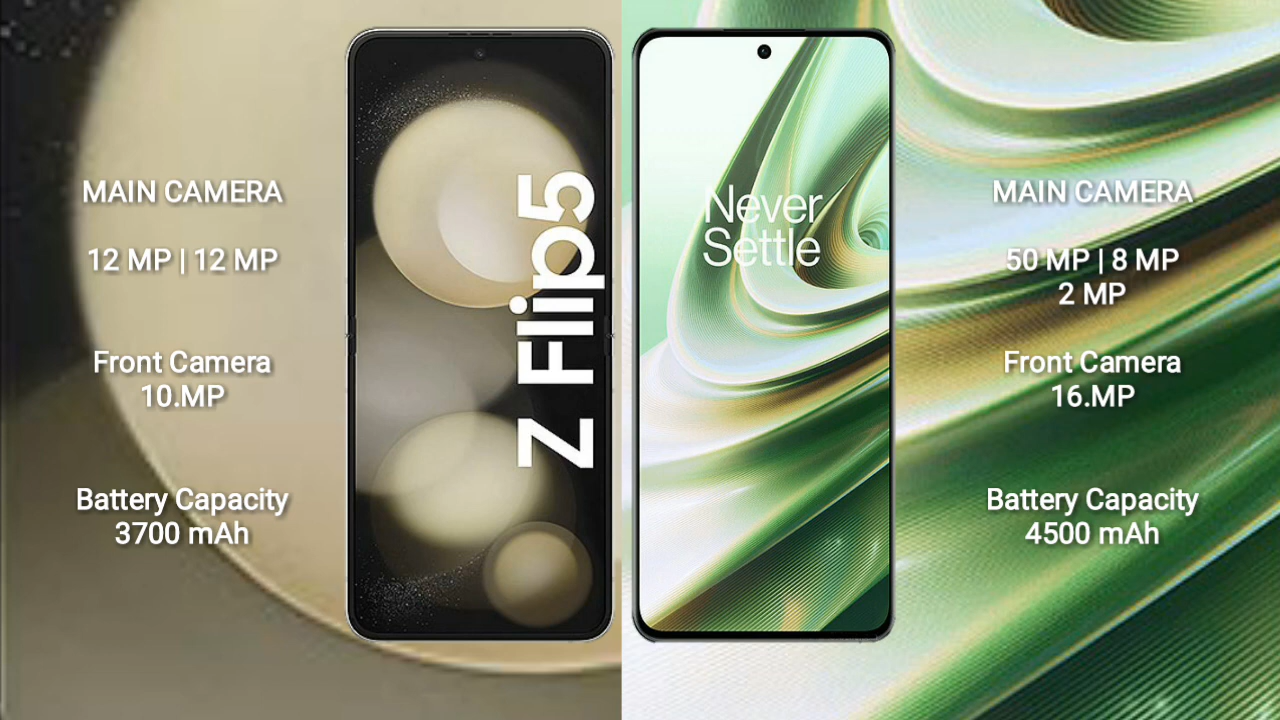 MAIN CAMERA
12 MP | 12 MP
Front Camera
10.MP
Battery Capacity
3700 mAh
Z Flip5
Never
Settle
MAIN CAMERA
50 MP | 8 MP
2 MP
Front Camera
16.MP
Battery Capacity
4500 mAh